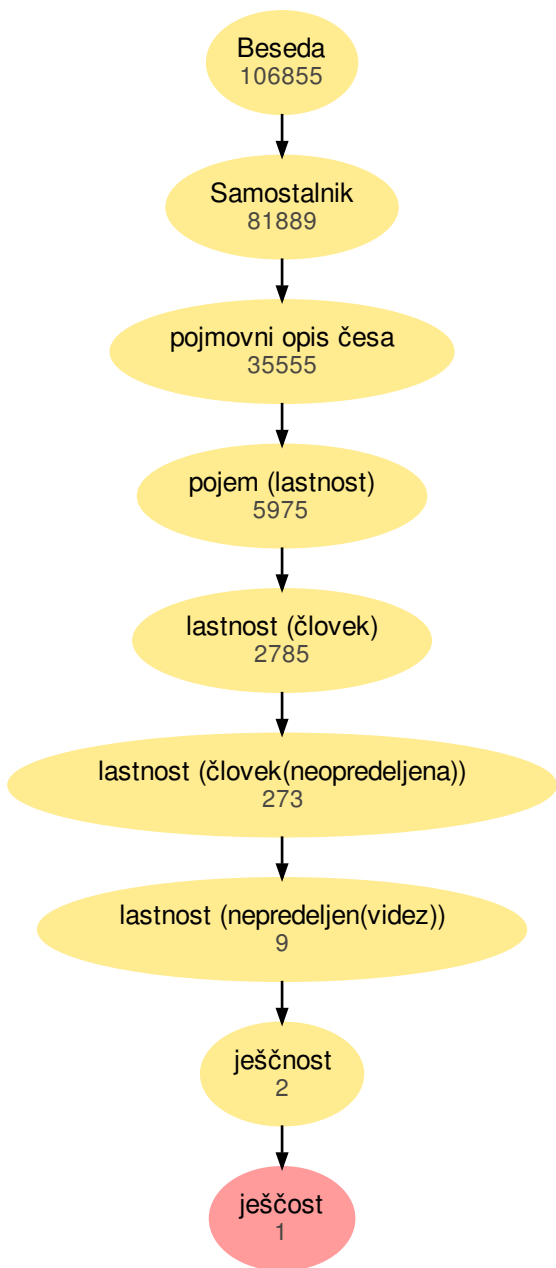 Beseda
106855
Samostalnik
81889
pojmovni opis česa
35555
pojem (lastnost)
5975
lastnost (človek)
2785
lastnost (človek(neopredeljena))
273
lastnost (nepredeljen(videz))
9
ješčnost
2
ješčost
1